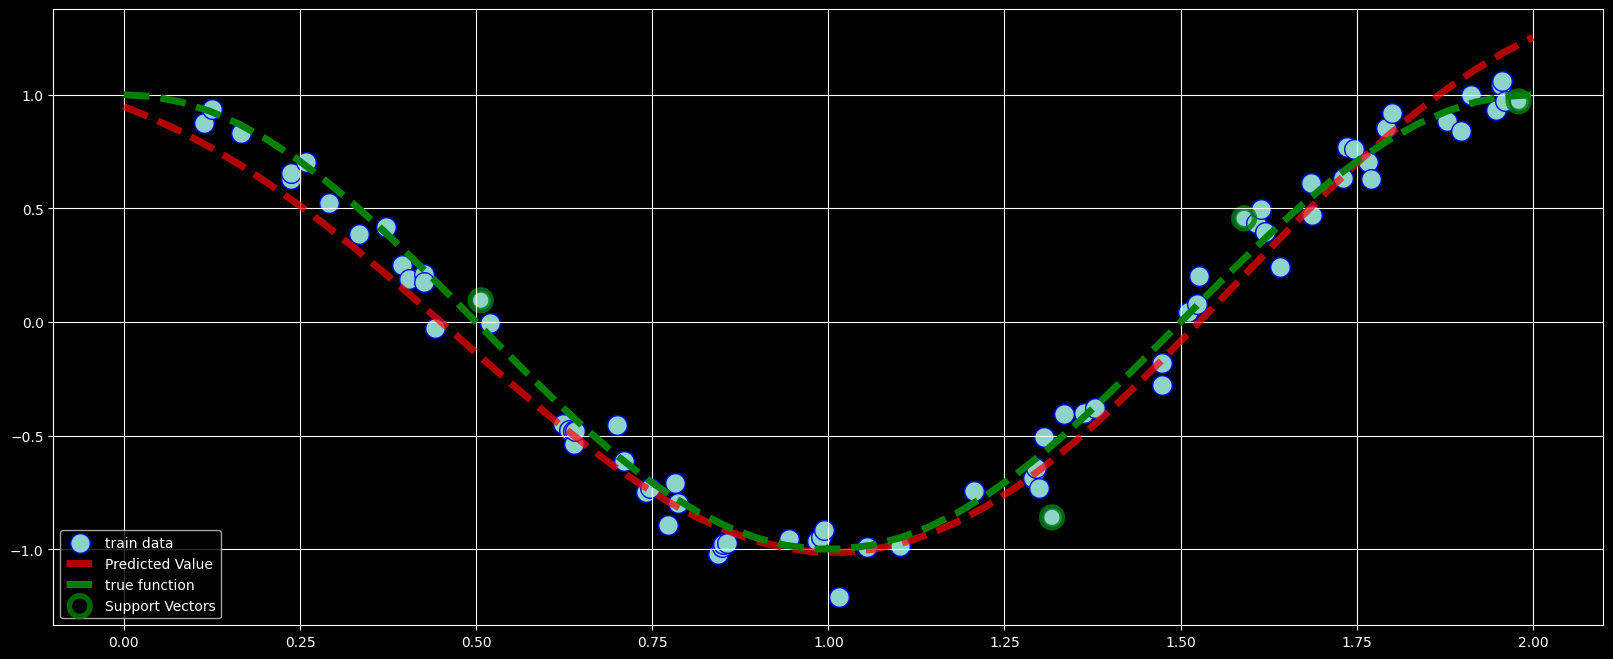 1.0
0.5
0.0
−0.5
−1.0
train data
Predicted Value
true function
Support Vectors
0.00 0.25 0.50 0.75 1.00 1.25 1.50 1.75 2.00